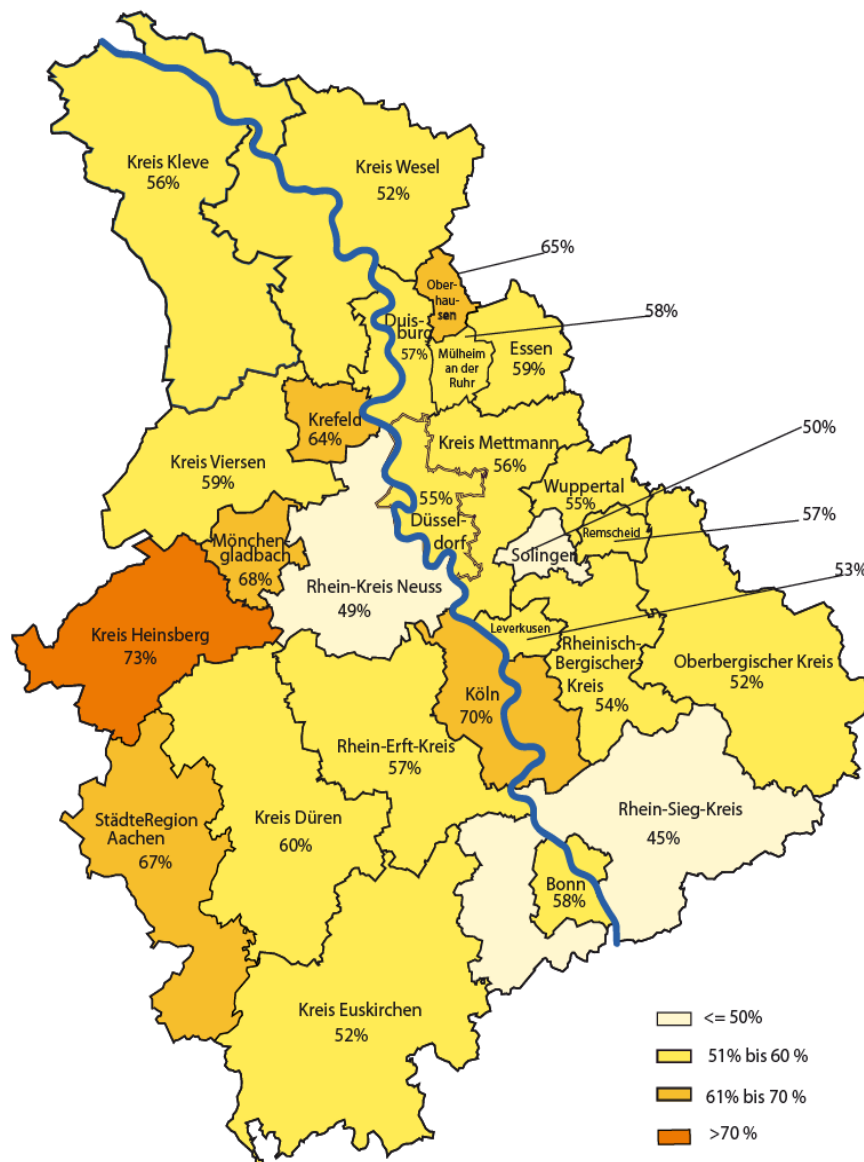 Kreis Kleve
56%
Kreis Wesel
52%
65%
Ober-
hau-
sen
58%
Duis-
burg
57%
Mülheim
an der
Ruhr
Essen
59%
Krefeld
64%
Kreis Viersen
59%
Kreis Mettmann
56%
50%
Wuppertal
55%
55%
Düssel-
dorf
Remscheid
57%
Solingen
Mönchen-
gladbach
68%
Rhein-Kreis Neuss
49%
53%
Kreis Heinsberg
73%
Leverkusen
Rheinisch-
Bergischer
Kreis
54%
Oberbergischer Kreis
52%
Köln
70%
Rhein-Erft-Kreis
57%
StädteRegion
Aachen
67%
Kreis Düren
60%
Rhein-Sieg-Kreis
45%
Bonn
58%
Kreis Euskirchen
52%
<= 50%
51% bis 60 %
61% bis 70 %
>70 %